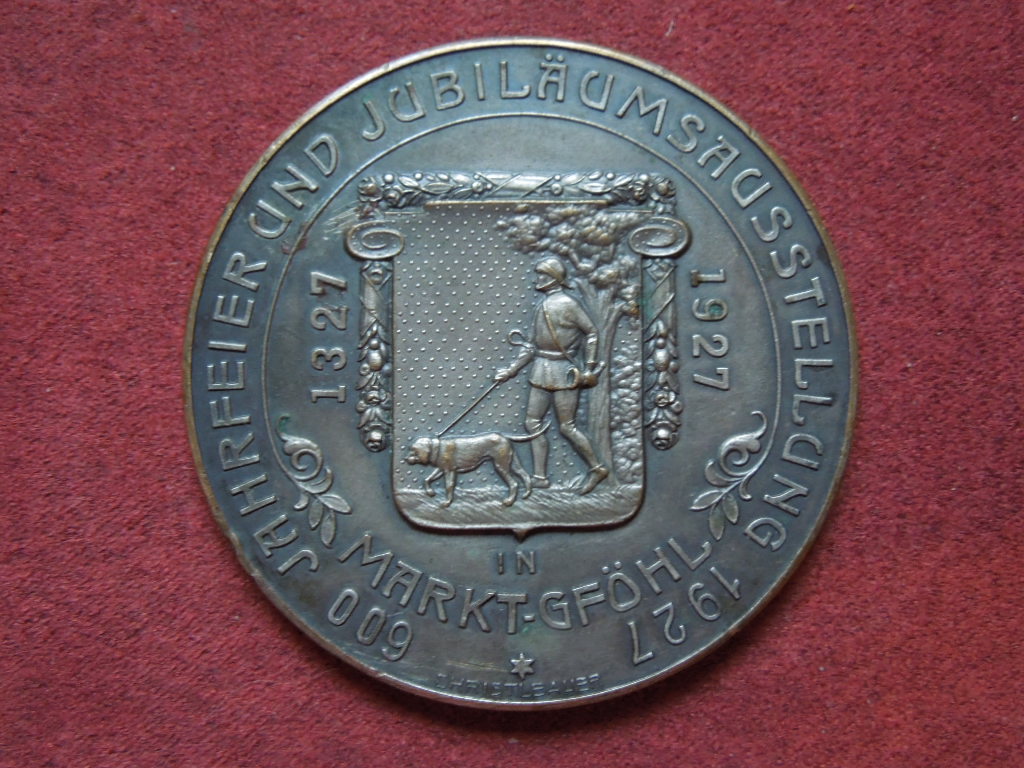 600 JAHRFEIER UND JUBILÄUMSAUSSTELLUNG 1927
1327
1927
IN
MARKT-GFÖHL
CHRISTLBAUER